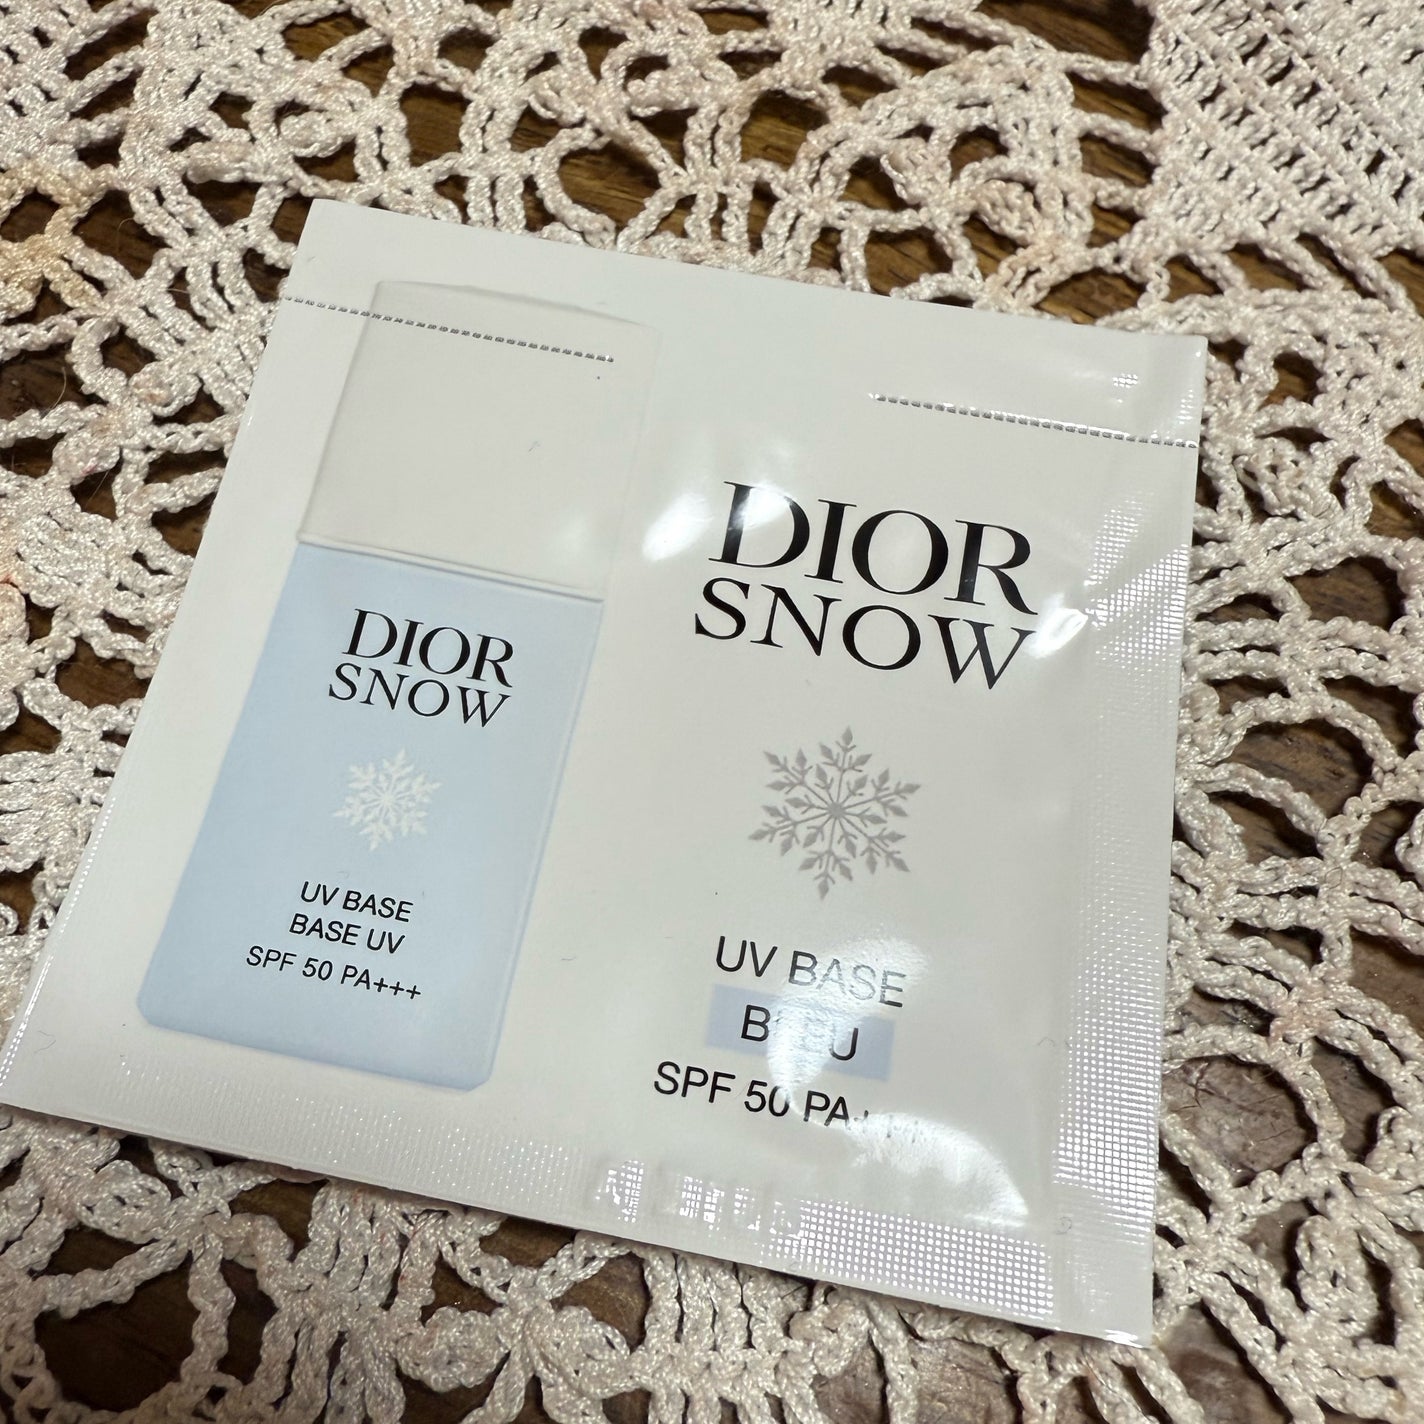 DIOR
SNOW
UV BASE
BASE UV
SPF 50 PA+++
DIOR
SNOW
UV BASE
SPF 50